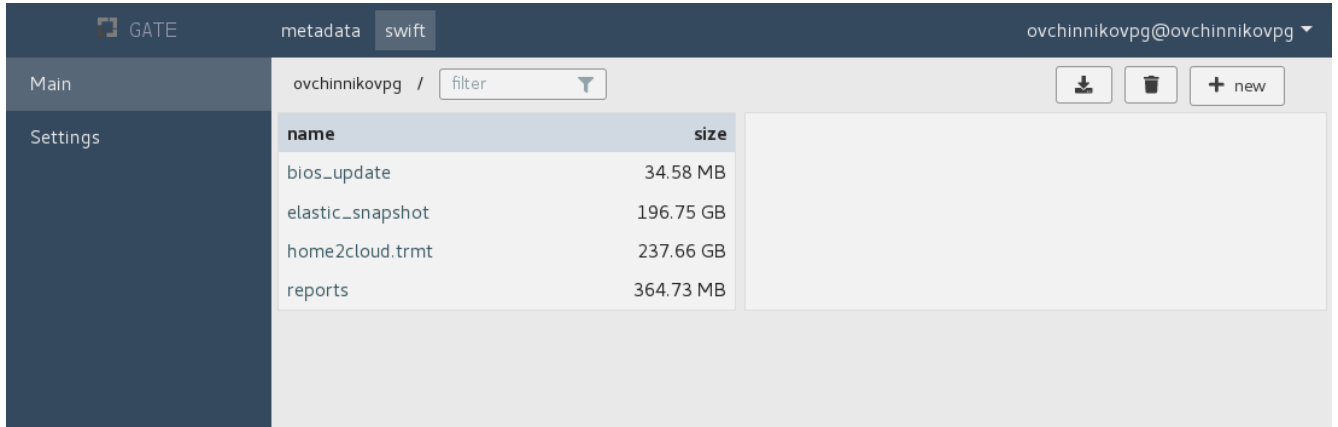 GATE metadata swift ovchinnikovpg@ovchinnikovpg
Main ovchinnikovpg / filter new
Settings name size
bios_update 34.58 MB
elastic_snapshot 196.75 GB
home2cloud.trmt 237.66 GB
reports 364.73 MB